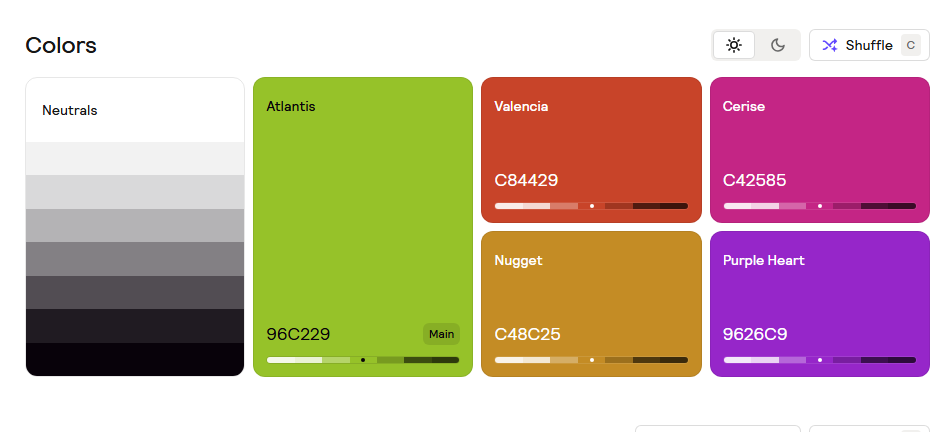 Colors
Shuffle C
Neutrals
Atlantis
96C229
Main
Valencia
C84429
Cerise
C42585
Nugget
C48C25
Purple Heart
9626C9